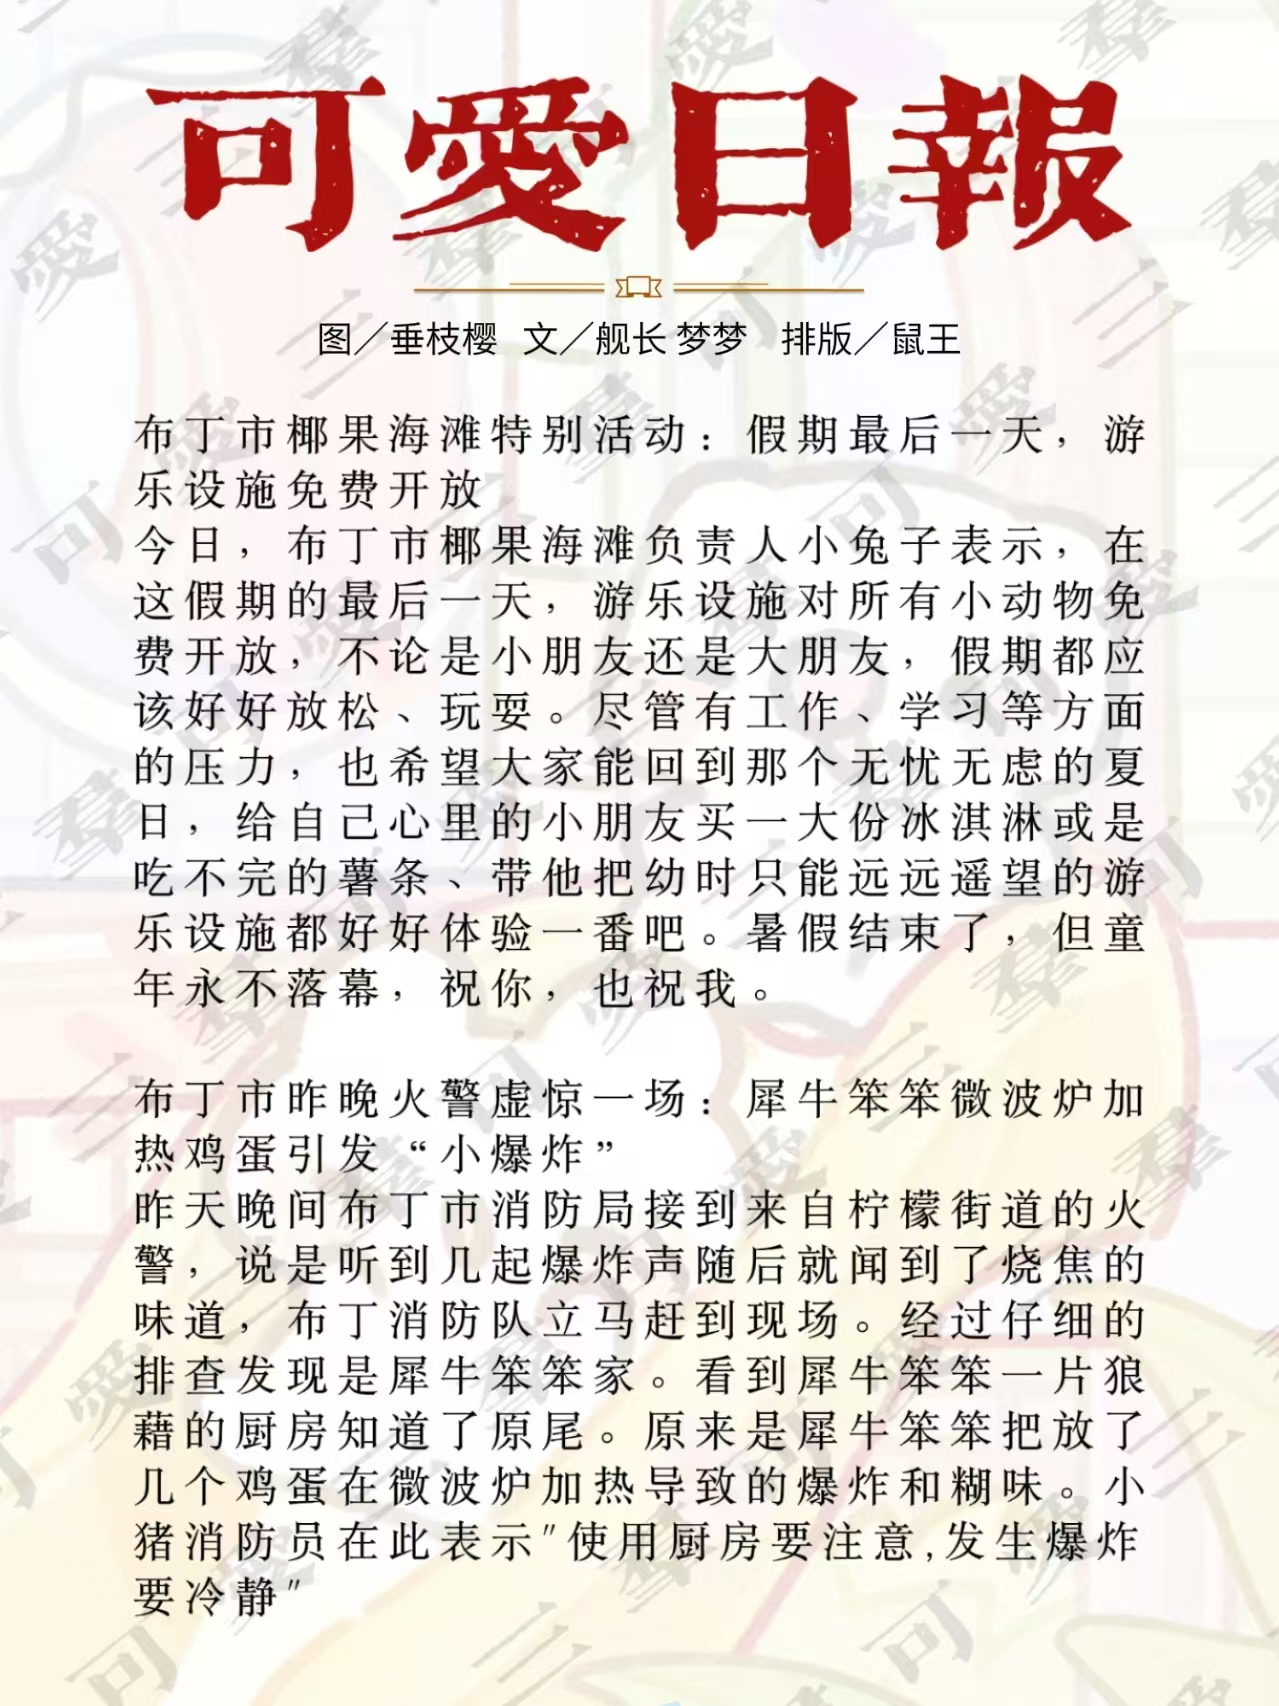 可愛日報
图／垂枝樱 文／舰长 梦梦 排版／鼠王
布丁市椰果海滩特别活动：假期最后一天，游
乐设施免费开放
今日，布丁市椰果海滩负责人小兔子表示，在
这假期的最后一天，游乐设施对所有小动物免
费开放，不论是小朋友还是大朋友，假期都应
该好好放松、玩耍。尽管有工作、学习等方面
的压力，也希望大家能回到那个无忧无虑的夏
日，给自己心里的小朋友买一大份冰淇淋或是
吃不完的薯条、带他把幼时只能远远遥望的游
乐设施都好好体验一番吧。暑假结束了，但童
年永不落幕，祝你，也祝我。
布丁市昨晚火警虚惊一场：犀牛笨笨微波炉加
热鸡蛋引发“小爆炸”
昨天晚间布丁市消防局接到来自柠檬街道的火
警，说是听到几起爆炸声随后就闻到了烧焦的
味道，布丁消防队立马赶到现场。经过仔细的
排查发现是犀牛笨笨家。看到犀牛笨笨一片狼
藉的厨房知道了原尾。原来是犀牛笨笨把放了
几个鸡蛋在微波炉加热导致的爆炸和糊味。小
猪消防员在此表示"使用厨房要注意,发生爆炸
要冷静"
可愛三羣